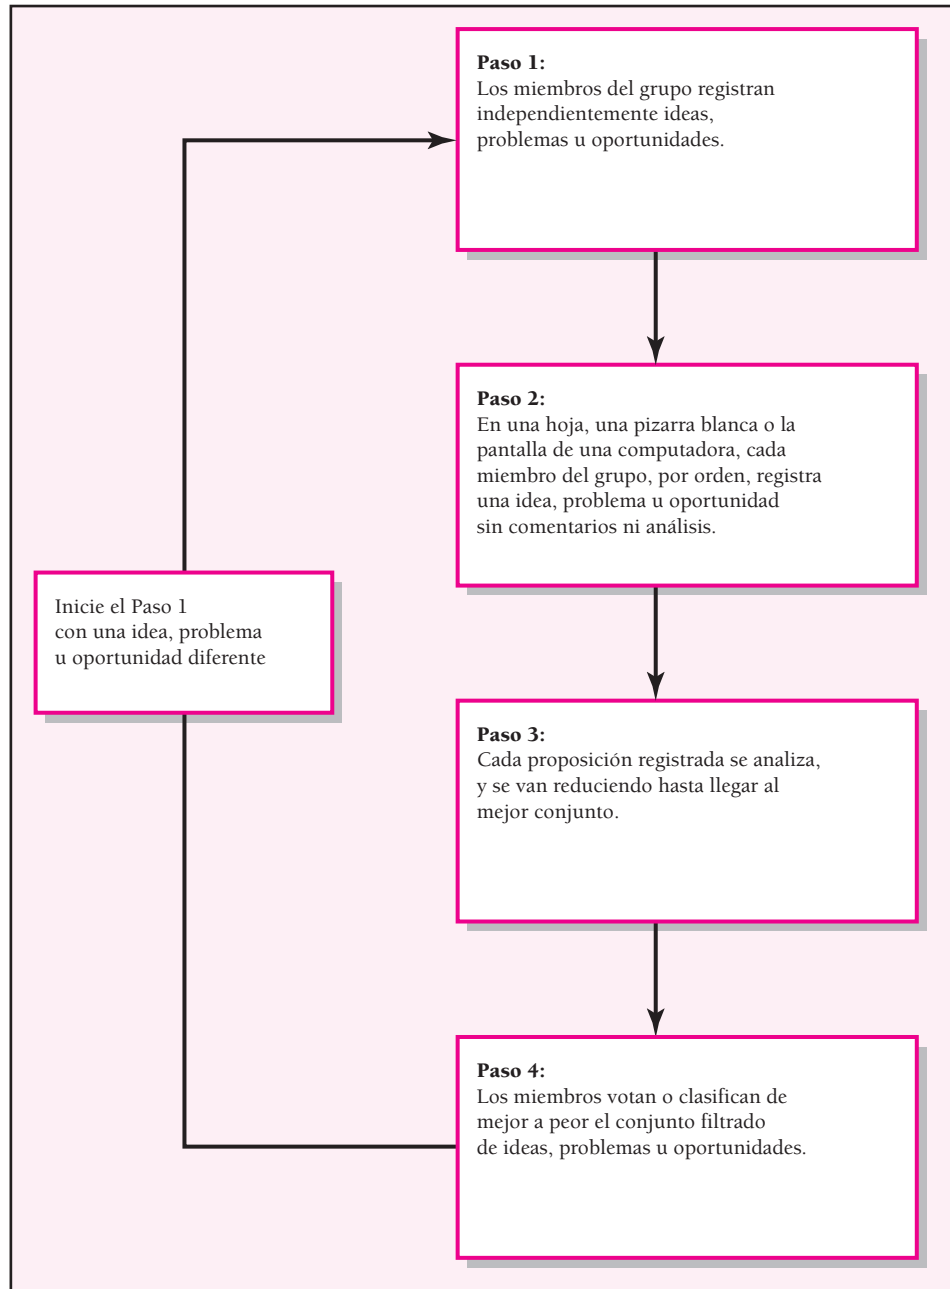 Paso 1:
Los miembros del grupo registran
independientemente ideas,
problemas u oportunidades.
Paso 2:
En una hoja, una pizarra blanca o la
pantalla de una computadora, cada
miembro del grupo, por orden, registra
una idea, problema u oportunidad
sin comentarios ni análisis.
Inicie el Paso 1
con una idea, problema
u oportunidad diferente
Paso 3:
Cada proposición registrada se analiza,
y se van reduciendo hasta llegar al
mejor conjunto.
Paso 4:
Los miembros votan o clasifican de
mejor a peor el conjunto filtrado
de ideas, problemas u oportunidades.